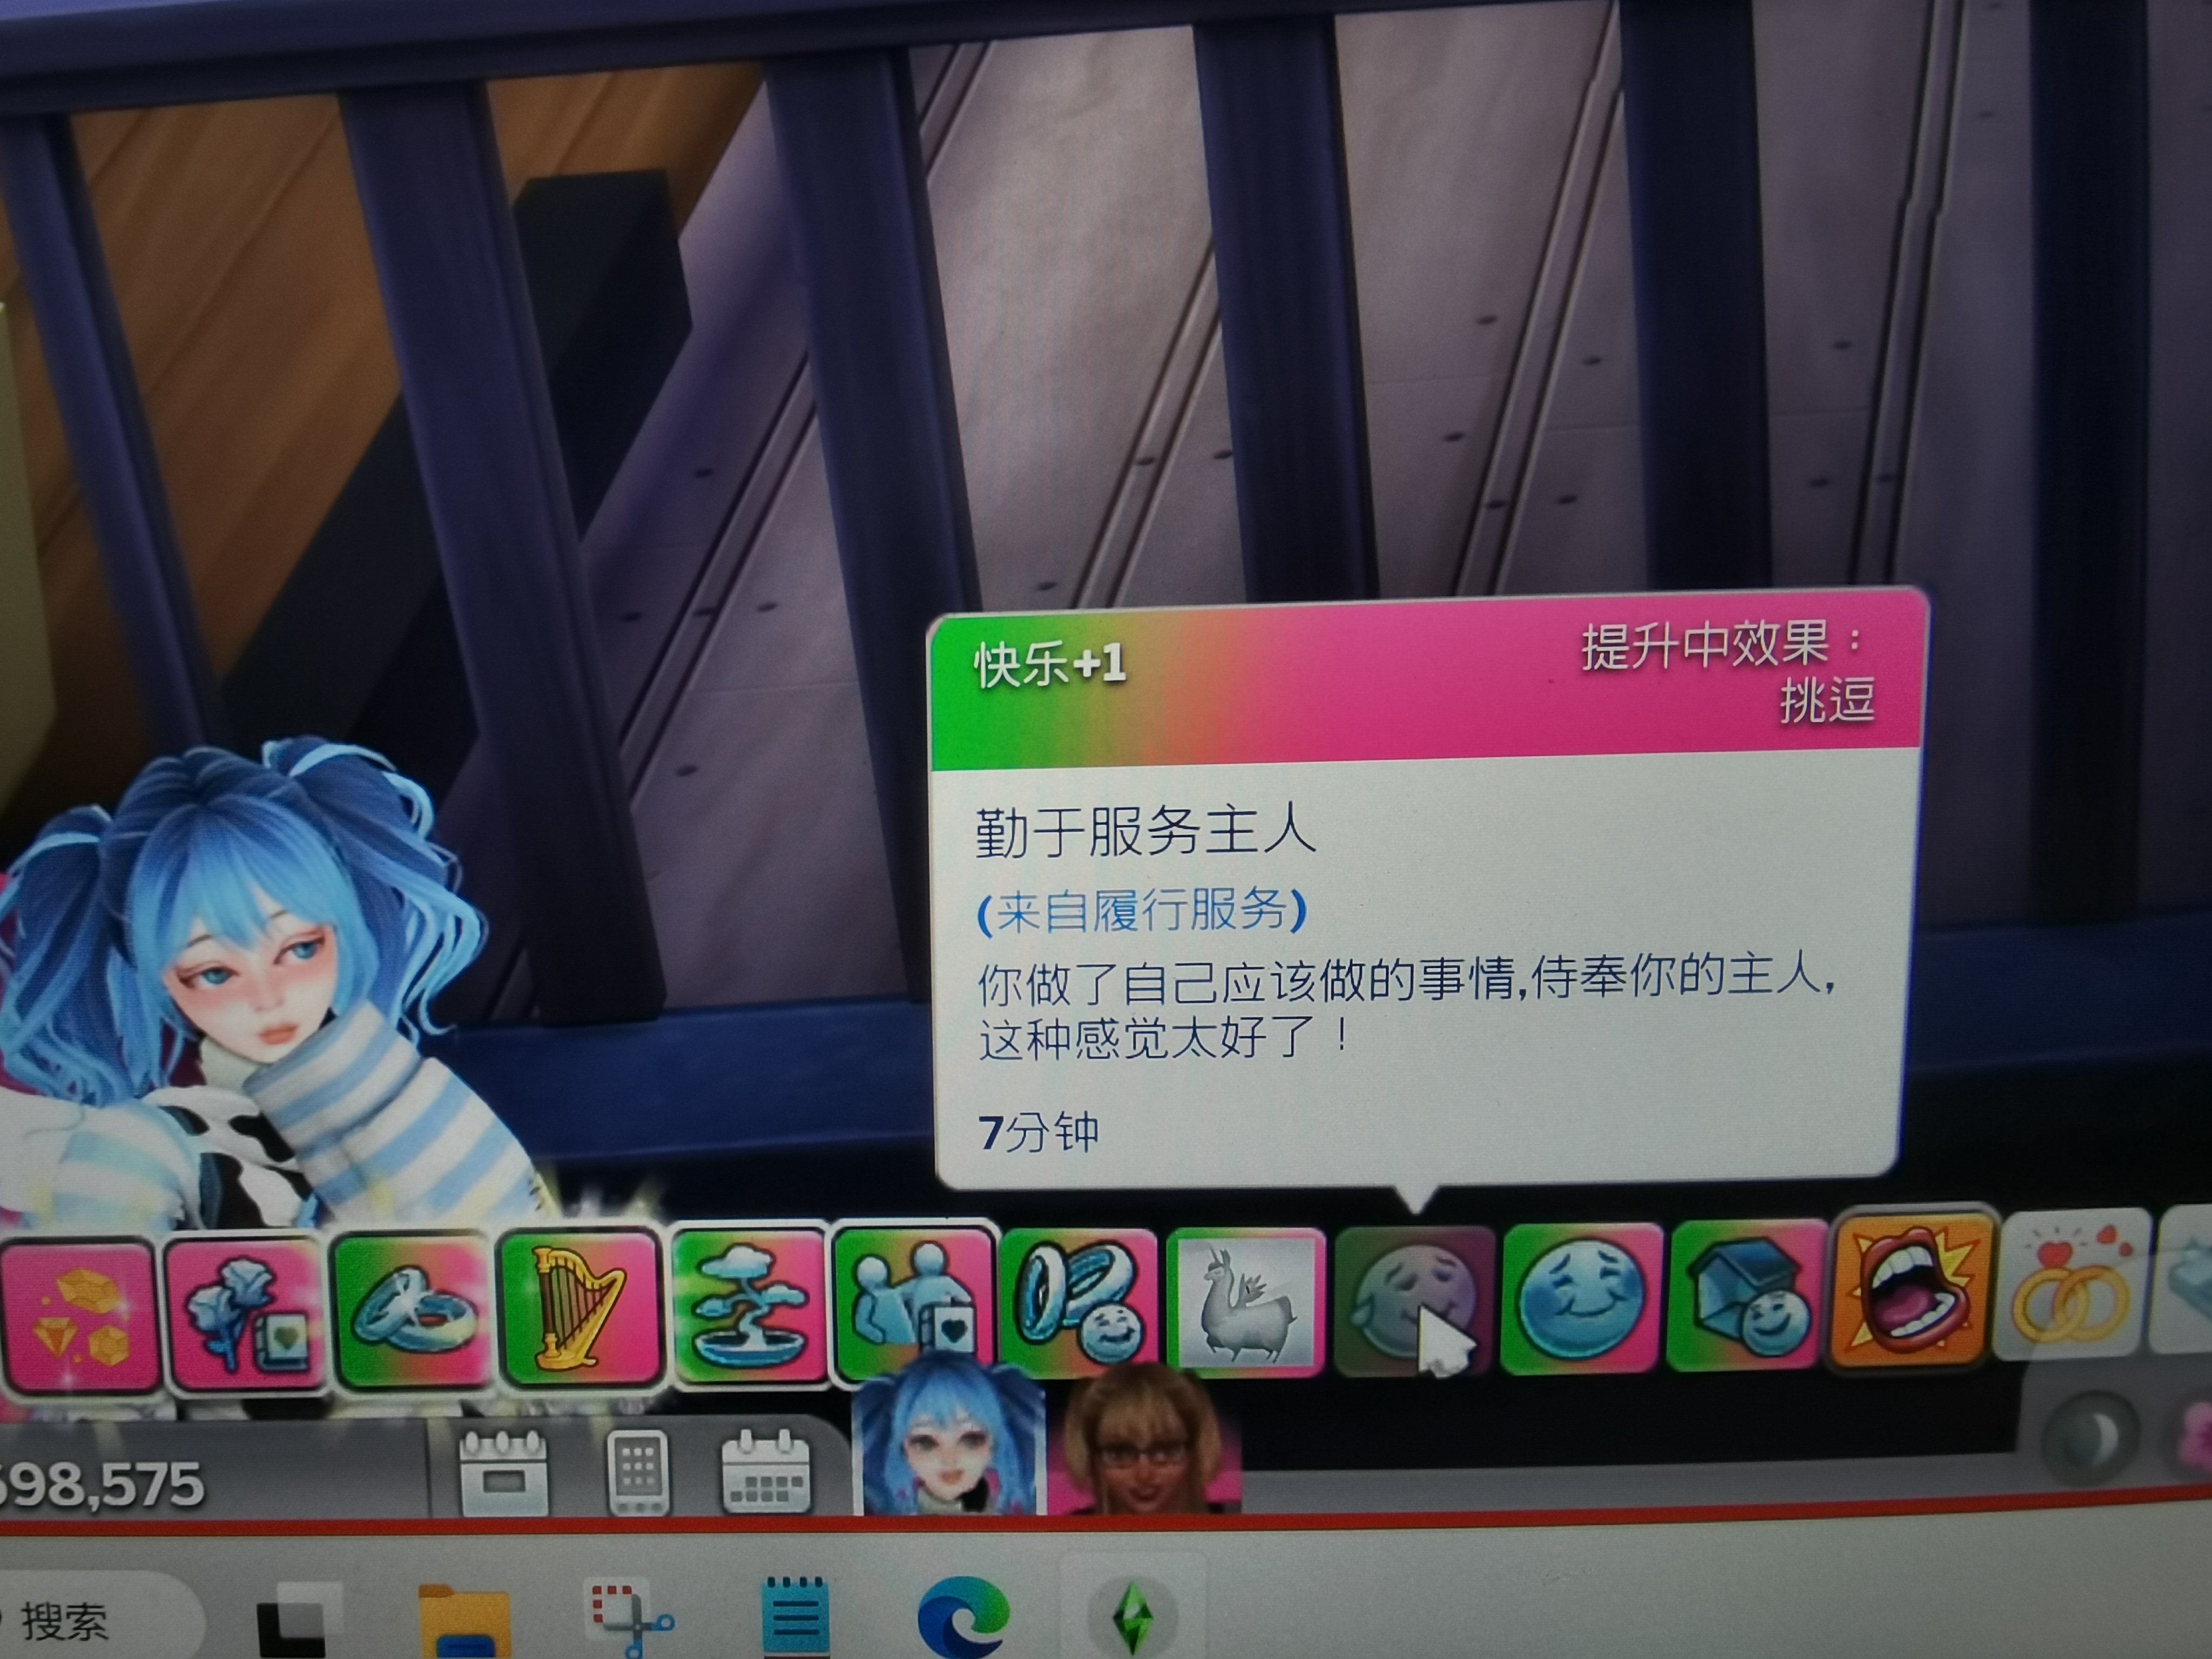 快乐+1
提升中效果：
挑逗
勤于服务主人
(来自履行服务)
你做了自己应该做的事情,侍奉你的主人,
这种感觉太好了！
7分钟
98,575
搜索